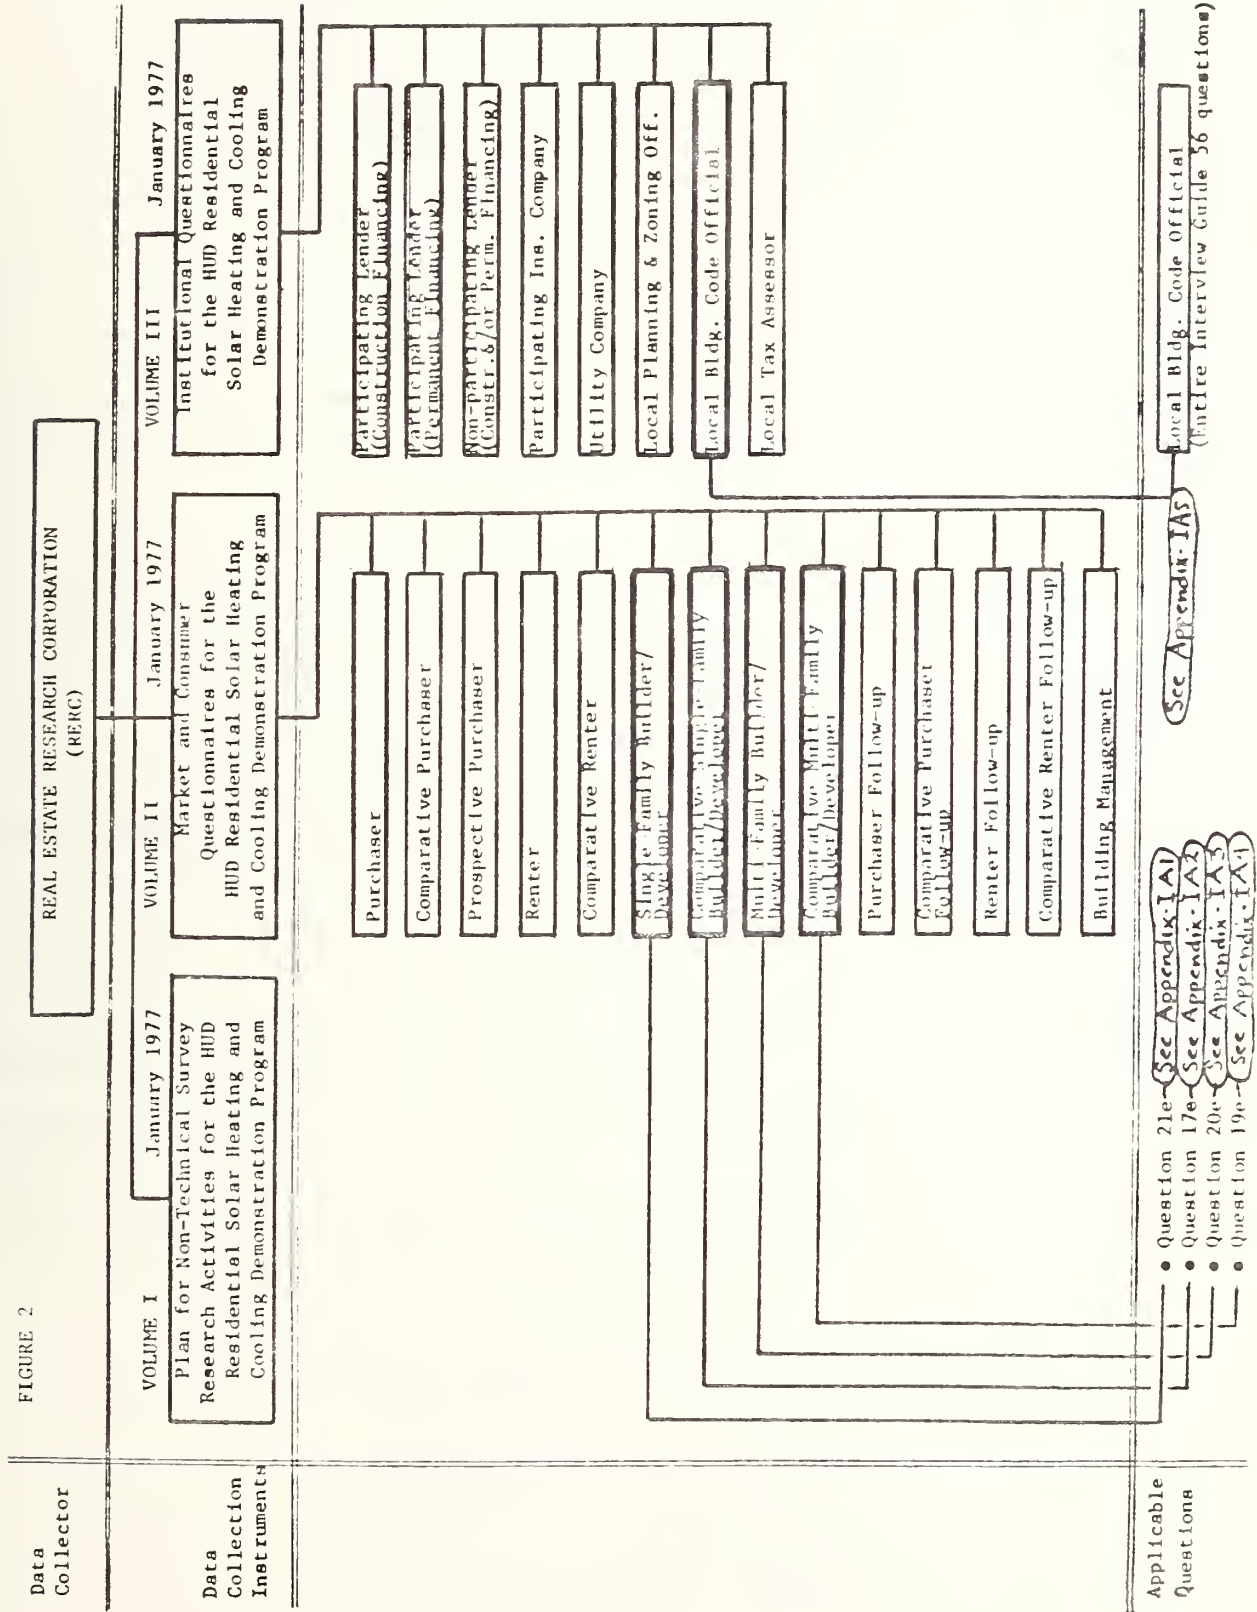 FIGURE 2
Data
Collector
REAL ESTATE RESEARCH CORPORATION
(RERC)
Data
Collection
Instruments
VOLUME I January 1977
Plan for Non-Technical Survey
Research Activities for the HUD
Residential Solar Heating and
Cooling Demonstration Program
VOLUME II January 1977
Market and Consumer
Questionnaires for the
HUD Residential Solar Heating
and Cooling Demonstration Program
VOLUME III January 1977
Institutional Questionnaires
for the HUD Residential
Solar Heating and Cooling
Demonstration Program
Purchaser
Comparative Purchaser
Prospective Purchaser
Renter
Comparative Renter
Single-Family Builder/
Developer
Comparative Single-Family
Builder/Developer
Multi-Family Builder/
Developer
Comparative Multi-Family
Builder/Developer
Purchaser Follow-up
Comparative Purchaser
Follow-up
Renter Follow-up
Comparative Renter Follow-up
Building Management
Participating Lender
(Construction Financing)
Participating Lender
(Permanent Financing)
Non-participating Lender
(Constr.&/or Perm. Financing)
Participating Ins. Company
Utility Company
Local Planning & Zoning Off.
Local Bldg. Code Official
Local Tax Assessor
Applicable
Questions
• Question 21e See Appendix-IA1
• Question 17e See Appendix-IA2
• Question 20e See Appendix-IA3
• Question 19e See Appendix-IA4
See Appendix-IA5
Local Bldg. Code Official
(Entire Interview Guide 56 questions)